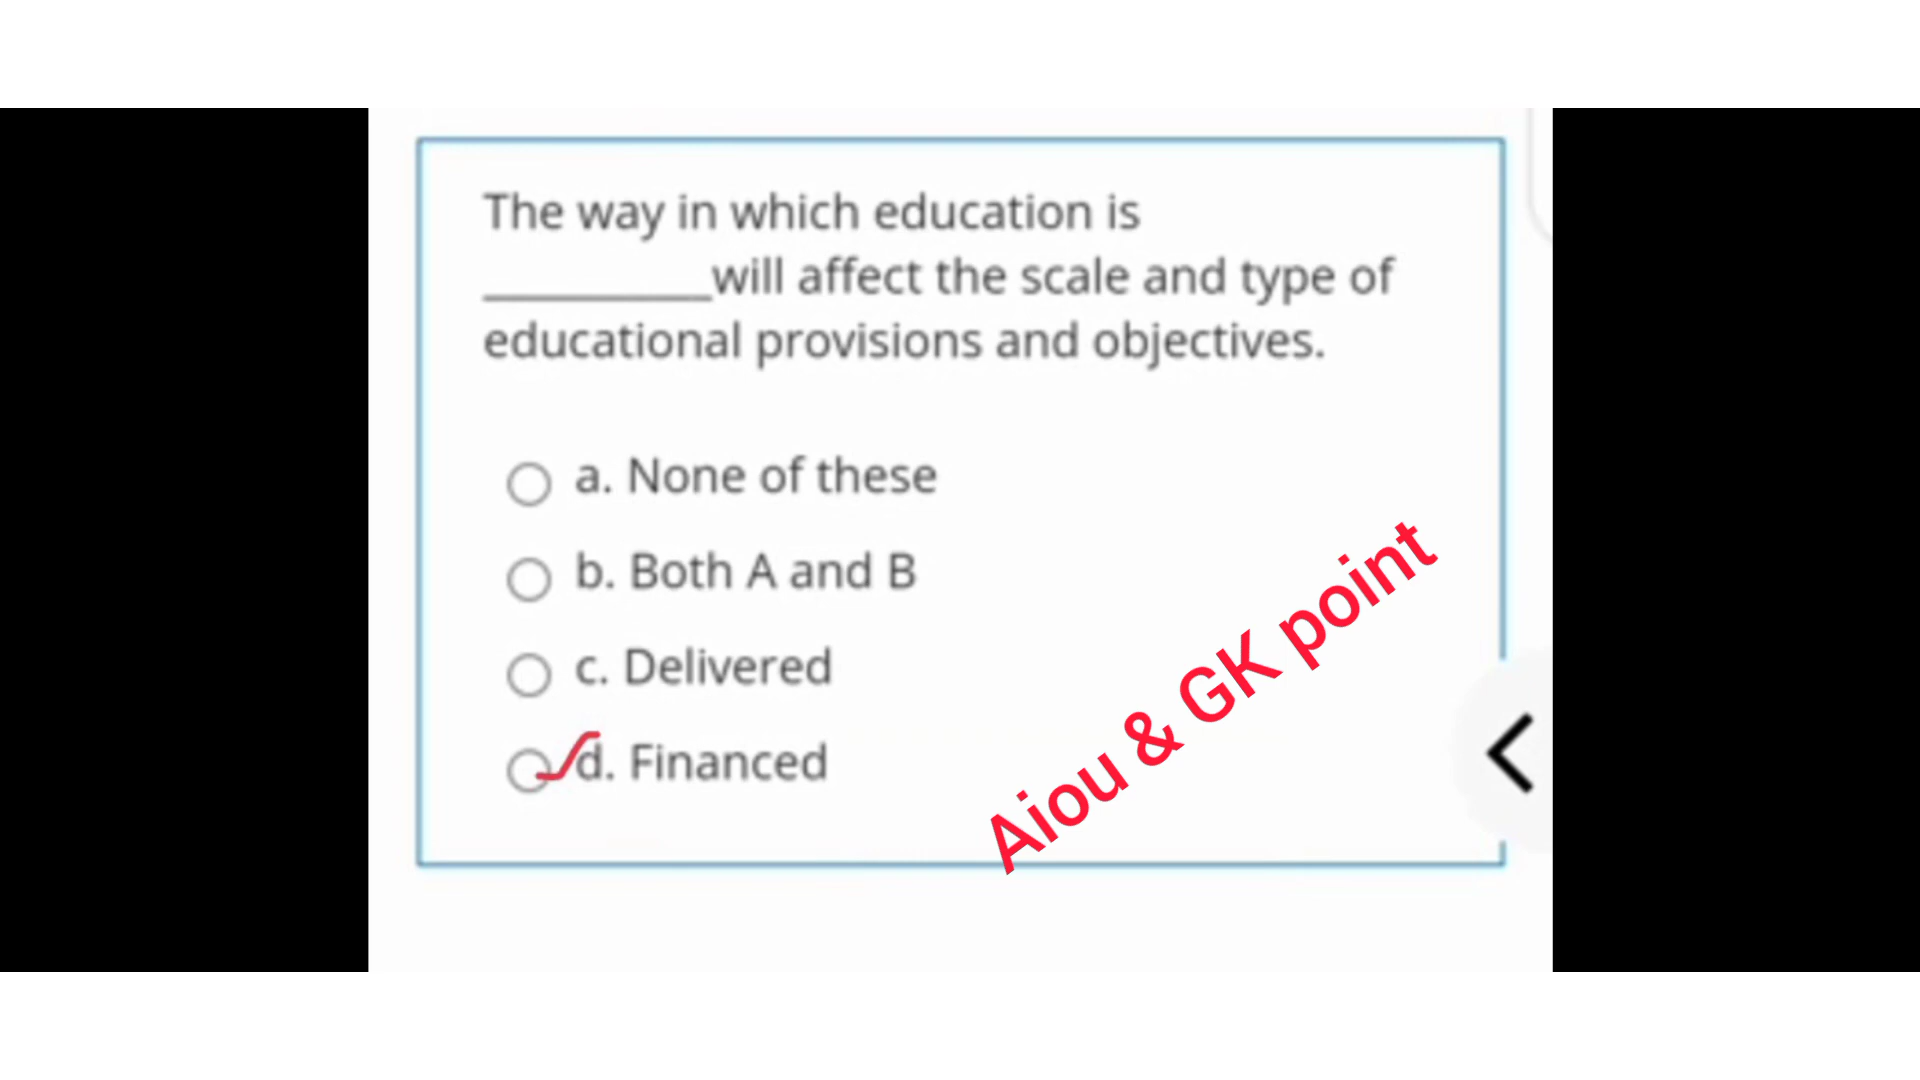 The way in which education is
__________will affect the scale and type of
educational provisions and objectives.
a. None of these
b. Both A and B
c. Delivered
d. Financed
Aiou & GK point